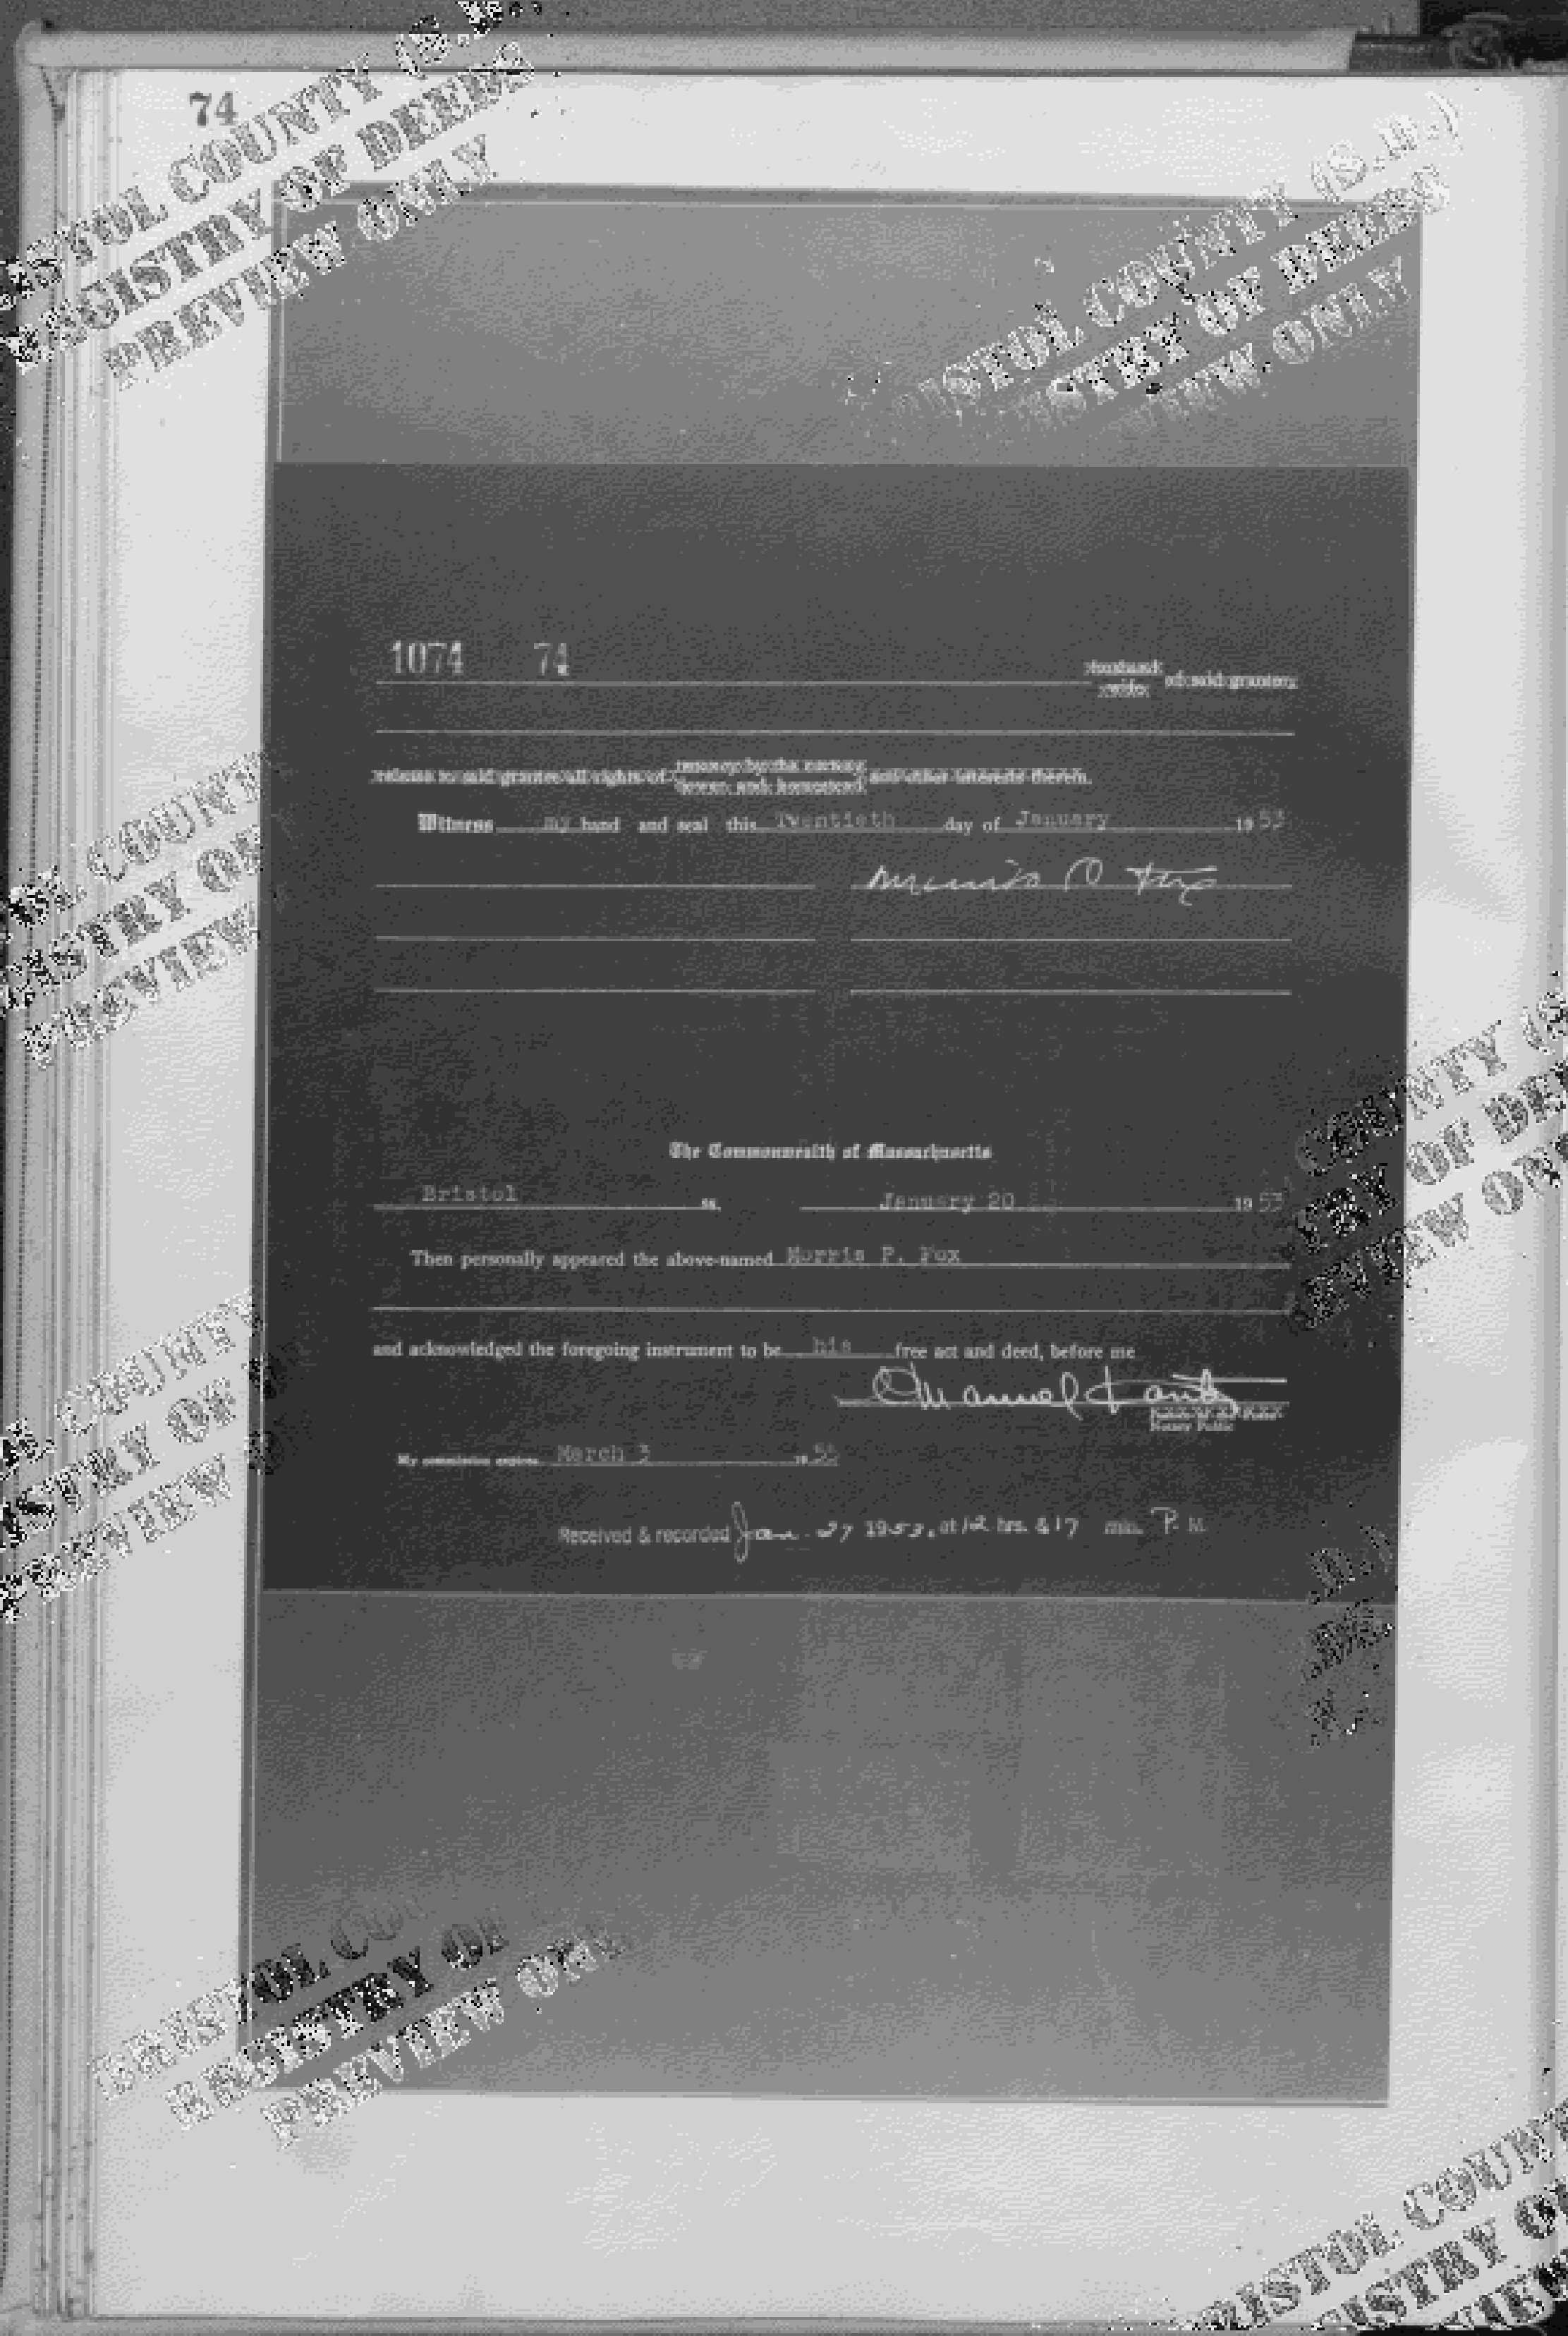 74
BRISTOL COUNTY (S.D.)
REGISTRY OF DEEDS
PREVIEW ONLY
1074 74
husband
wife of said grantor,
release to said grantee all rights of tenancy by the curtesy
dower and homestead and other interests therein.
Witness my hand and seal this Twentieth day of January 1953
Morris P Fox
The Commonwealth of Massachusetts
Bristol ss. January 20 1953
Then personally appeared the above-named Morris P. Fox
and acknowledged the foregoing instrument to be his free act and deed, before me
Notary Public
My commission expires March 3 19
Received & recorded Jan. 27 1953, at 12 hrs. & 17 min. P. M.